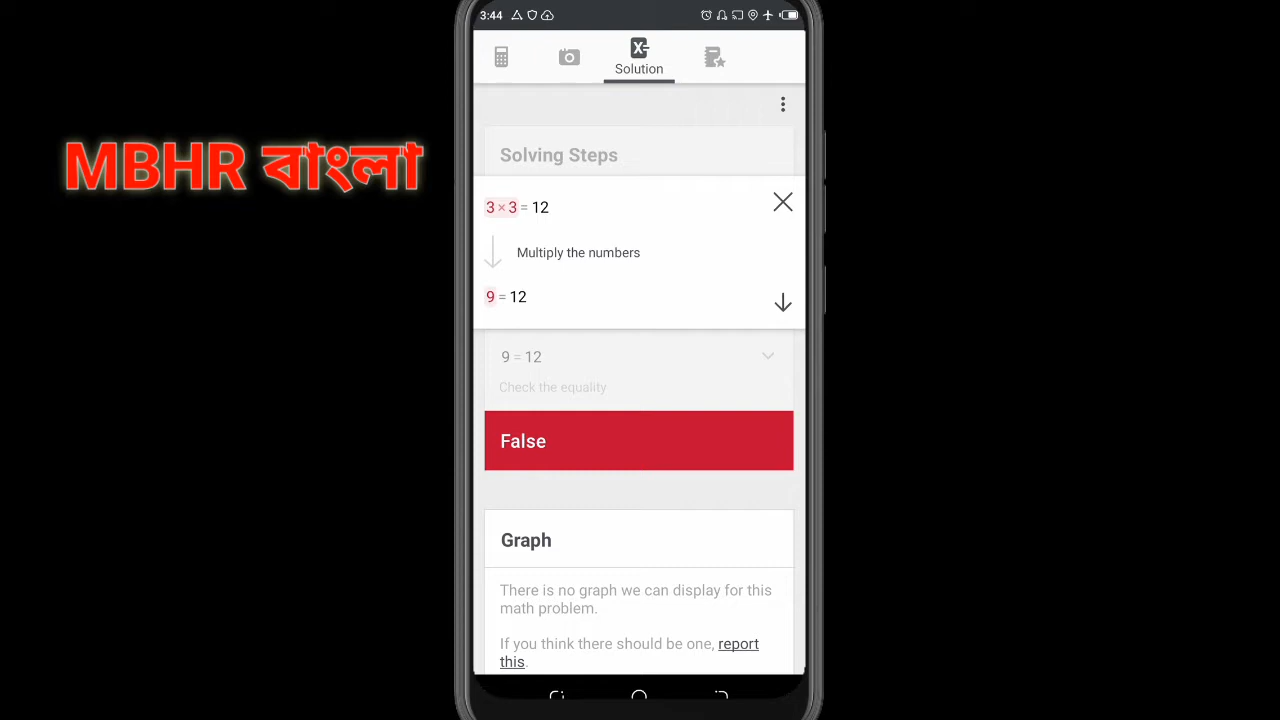 3:44
Solution
MBHR বাংলা
Solving Steps
3 × 3 = 12
Multiply the numbers
9 = 12
9 = 12
Check the equality
False
Graph
There is no graph we can display for this
math problem.
If you think there should be one, report
this.